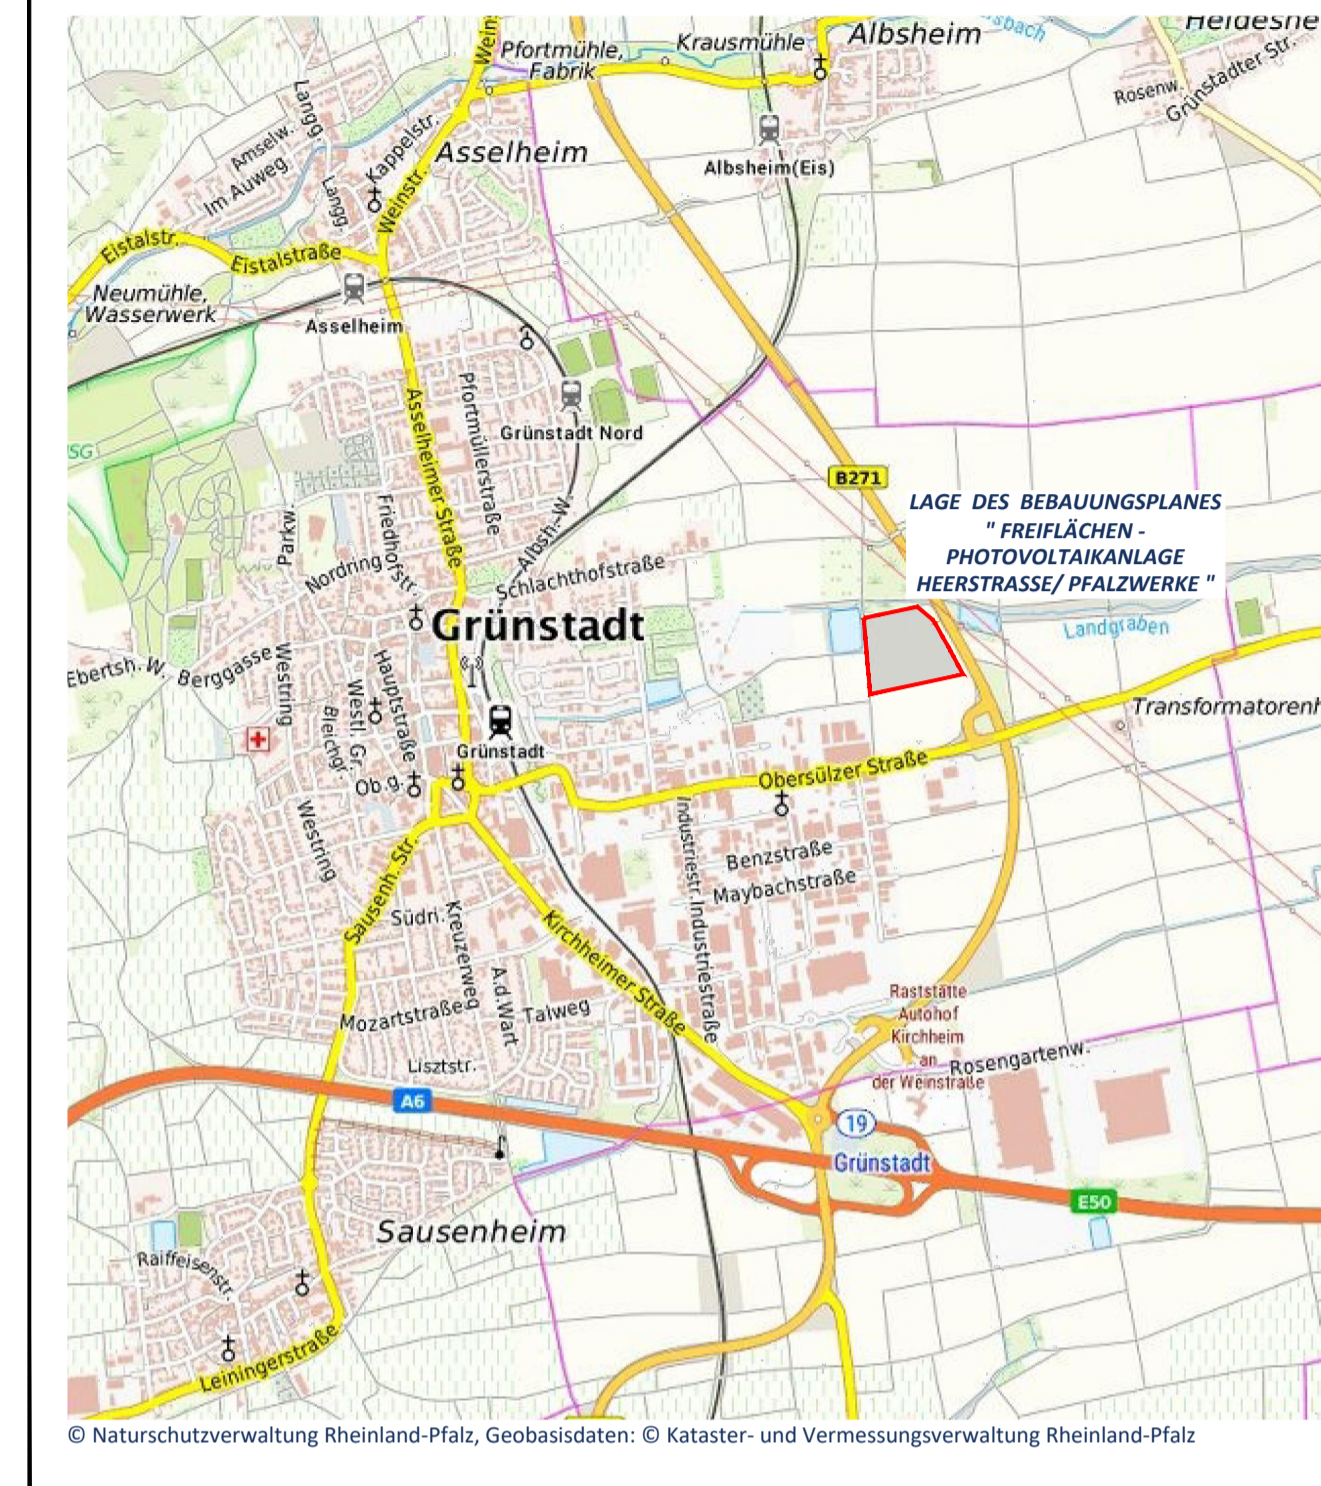 Pfortmühle,
Fabrik
Krausmühle
Albsheim
Rosenw.
Grünstadter Str.
Weinstr.
Langg.
Kappelstr.
Amselw.
Im Auweg
Langg.
Asselheim
Albsheim(Eis)
Eistalstr.
Eistalstraße
Neumühle,
Wasserwerk
Asselheim
Asselheimer Straße
Pfortmüllerstraße
Grünstadt Nord
B271
LAGE DES BEBAUUNGSPLANES
" FREIFLÄCHEN -
PHOTOVOLTAIKANLAGE
HEERSTRASSE/ PFALZWERKE "
Parkw.
Friedhofstr.
Nordring
Albsh.-W.
Schlachthofstraße
Grünstadt
Landgraben
Ebertsh. W.
Berggasse
Westring
Hauptstraße
Westl. Gr.
Bleichgr.
Ob.g.
Grünstadt
Transformatorenh
Obersülzer Straße
Westring
Industriestr.
Industriestraße
Benzstraße
Maybachstraße
Sausenh. Str.
Südri.
Kreuzerweg
Kirchheimer Straße
A.d.Wart
Talweg
Mozartstraße
Lisztstr.
Raststätte
Autohof
Kirchheim
an
der Weinstraße
Rosengartenw.
A6
19
Grünstadt
E50
Sausenheim
Raiffeisenstr.
Leiningerstraße
© Naturschutzverwaltung Rheinland-Pfalz, Geobasisdaten: © Kataster- und Vermessungsverwaltung Rheinland-Pfalz